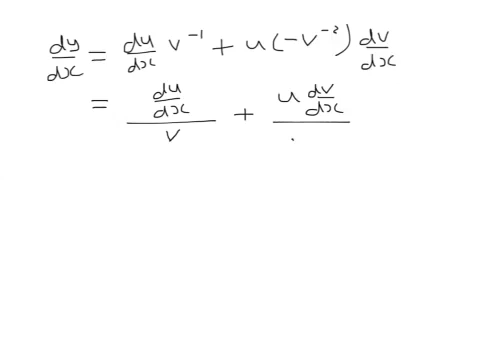 dy/dx = du/dx v⁻¹ + u(-v⁻²) dv/dx
= (du/dx)/v + (u dv/dx)/.